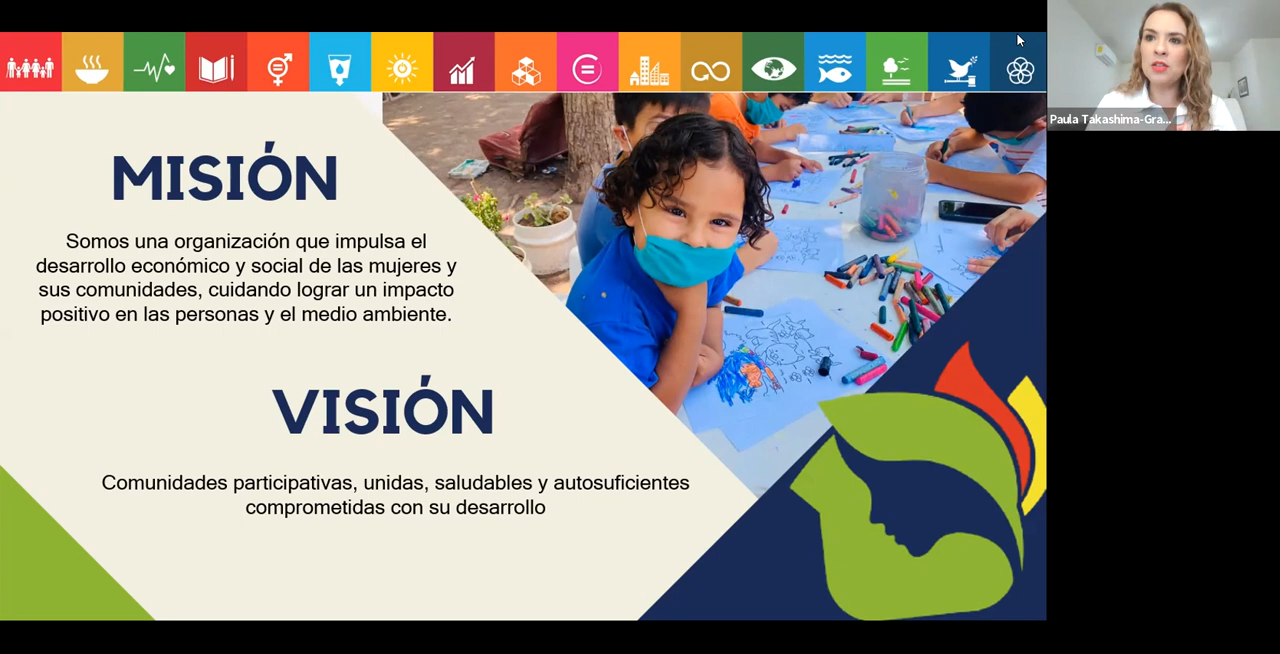 Paula Takashima-Gra...
MISIÓN
Somos una organización que impulsa el
desarrollo económico y social de las mujeres y
sus comunidades, cuidando lograr un impacto
positivo en las personas y el medio ambiente.
VISIÓN
Comunidades participativas, unidas, saludables y autosuficientes
comprometidas con su desarrollo